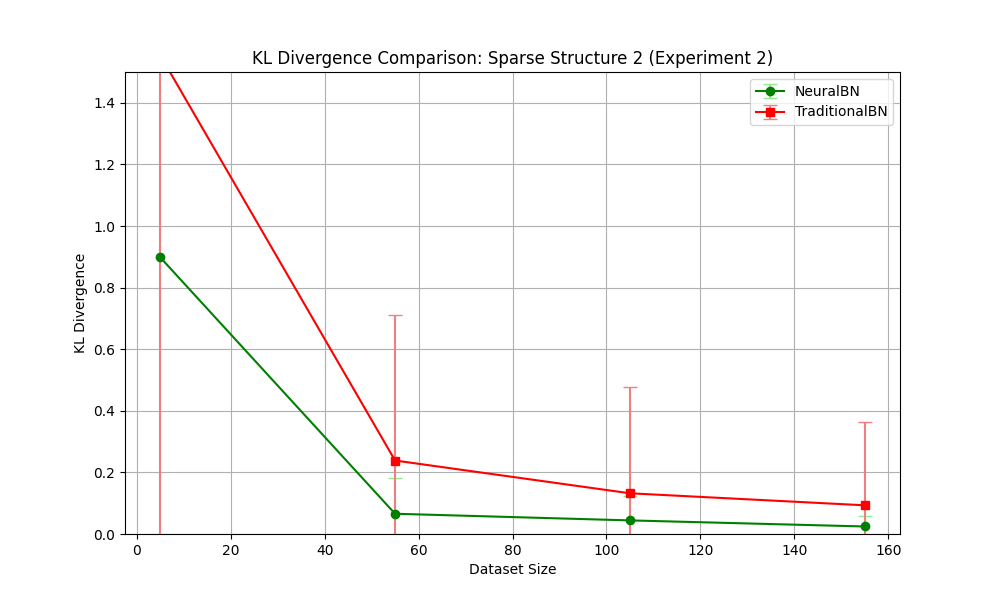 KL Divergence Comparison: Sparse Structure 2 (Experiment 2)
NeuralBN
TraditionalBN
KL Divergence
1.4
1.2
1.0
0.8
0.6
0.4
0.2
0.0
0 20 40 60 80 100 120 140 160
Dataset Size